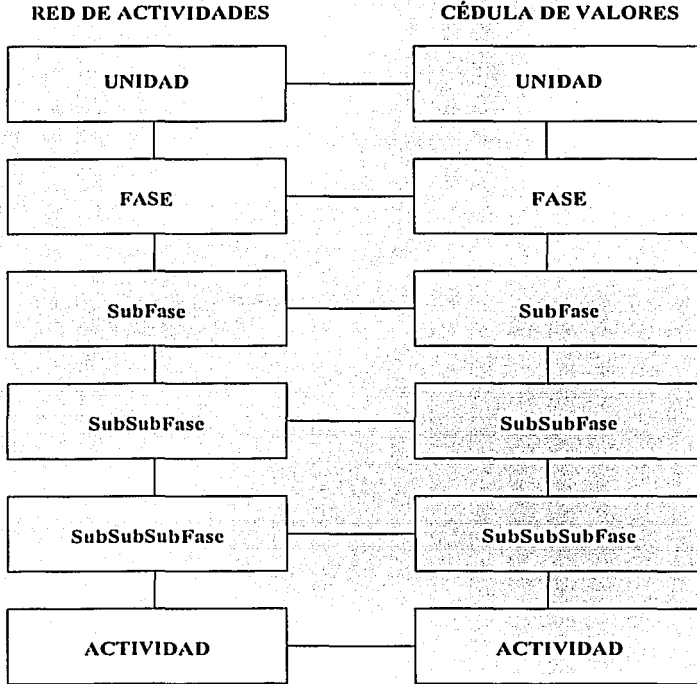 RED DE ACTIVIDADES
CÉDULA DE VALORES
UNIDAD
UNIDAD
FASE
FASE
SubFase
SubFase
SubSubFase
SubSubFase
SubSubSubFase
SubSubSubFase
ACTIVIDAD
ACTIVIDAD